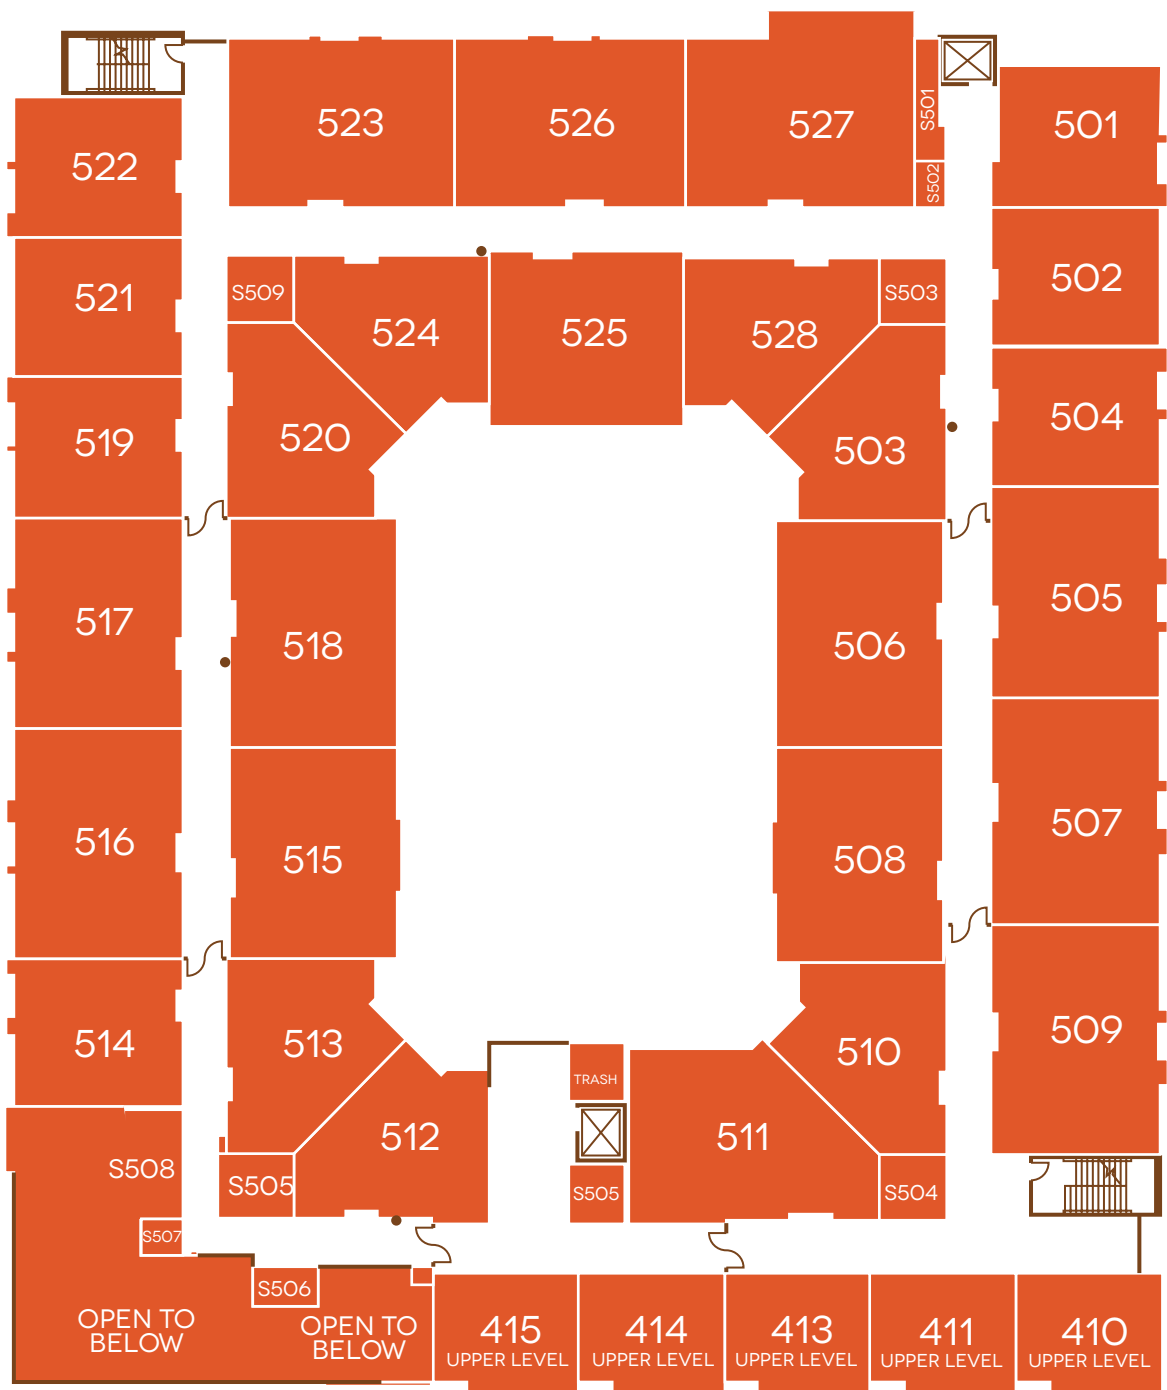 523
526
527
S501
501
522
S502
502
521
S509
S503
524
525
528
504
519
520
503
505
517
518
506
507
516
515
508
509
514
513
510
TRASH
512
511
S508
S505
S505
S504
S507
S506
OPEN TO
BELOW
OPEN TO
BELOW
415
UPPER LEVEL
414
UPPER LEVEL
413
UPPER LEVEL
411
UPPER LEVEL
410
UPPER LEVEL